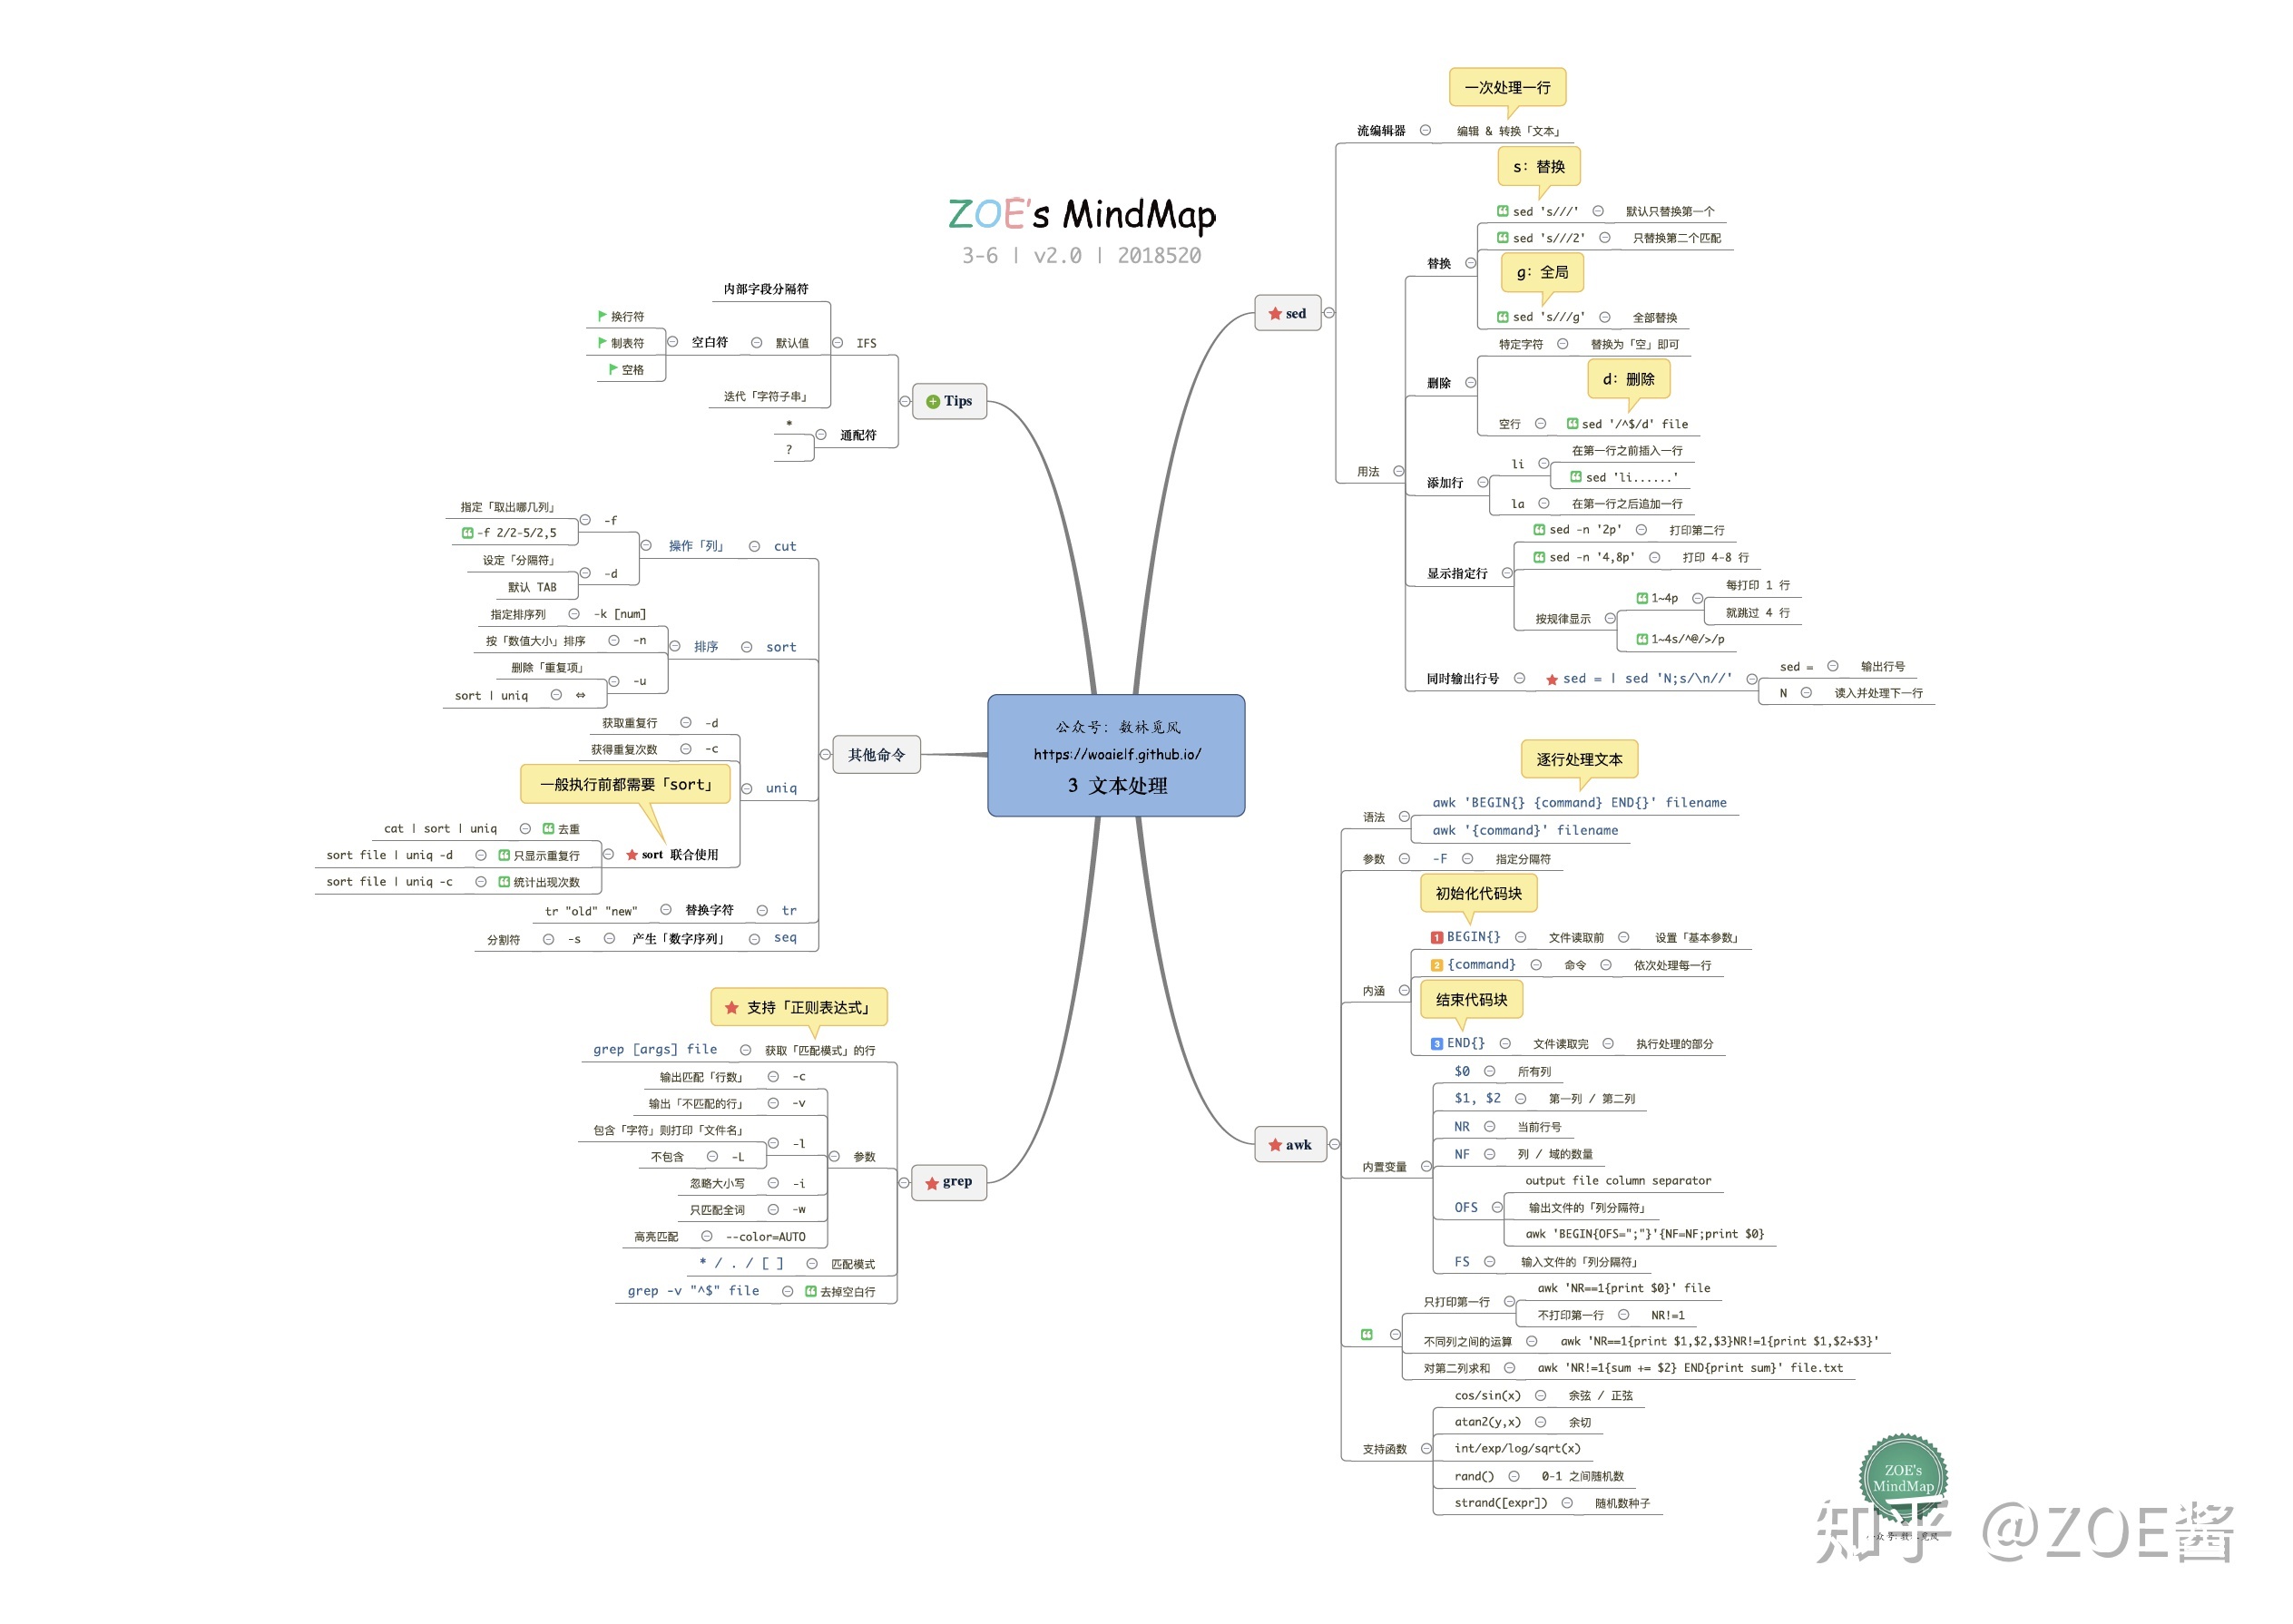 ZOE's MindMap
3-6 | v2.0 | 2018520
公众号：数林觅风
https://woaielf.github.io/
3 文本处理
sed
一次处理一行
流编辑器
编辑 & 转换「文本」
用法
替换
s：替换
sed 's///'
默认只替换第一个
sed 's///2'
只替换第二个匹配
g：全局
sed 's///g'
全部替换
删除
特定字符
替换为「空」即可
d：删除
空行
sed '/^$/d' file
添加行
li
在第一行之前插入一行
sed 'li......'
la
在第一行之后追加一行
显示指定行
sed -n '2p'
打印第二行
sed -n '4,8p'
打印 4-8 行
按规律显示
1~4p
每打印 1 行
就跳过 4 行
1~4s/^@/>/p
同时输出行号
sed = | sed 'N;s/\n//'
sed =
输出行号
N
读入并处理下一行
awk
逐行处理文本
语法
awk 'BEGIN{} {command} END{}' filename
awk '{command}' filename
参数
-F
指定分隔符
内涵
初始化代码块
1 BEGIN{}
文件读取前
设置「基本参数」
2 {command}
命令
依次处理每一行
结束代码块
3 END{}
文件读取完
执行处理的部分
内置变量
$0
所有列
$1, $2
第一列 / 第二列
NR
当前行号
NF
列 / 域的数量
OFS
output file column separator
输出文件的「列分隔符」
awk 'BEGIN{OFS=";"}'{NF=NF;print $0}
FS
输入文件的「列分隔符」
只打印第一行
awk 'NR==1{print $0}' file
不打印第一行
NR!=1
不同列之间的运算
awk 'NR==1{print $1,$2,$3}NR!=1{print $1,$2+$3}'
对第二列求和
awk 'NR!=1{sum += $2} END{print sum}' file.txt
支持函数
cos/sin(x)
余弦 / 正弦
atan2(y,x)
余切
int/exp/log/sqrt(x)
rand()
0-1 之间随机数
strand([expr])
随机数种子
Tips
IFS
内部字段分隔符
默认值
空白符
换行符
制表符
空格
迭代「字符子串」
通配符
*
?
其他命令
cut
操作「列」
-f
指定「取出哪几列」
-f 2/2-5/2,5
-d
设定「分隔符」
默认 TAB
sort
排序
-k [num]
指定排序列
-n
按「数值大小」排序
-u
删除「重复项」
⇔
sort | uniq
uniq
-d
获取重复行
-c
获得重复次数
一般执行前都需要「sort」
sort 联合使用
去重
cat | sort | uniq
只显示重复行
sort file | uniq -d
统计出现次数
sort file | uniq -c
tr
替换字符
tr "old" "new"
seq
产生「数字序列」
-s
分割符
grep
支持「正则表达式」
获取「匹配模式」的行
grep [args] file
参数
-c
输出匹配「行数」
-v
输出「不匹配的行」
-l
包含「字符」则打印「文件名」
-L
不包含
-i
忽略大小写
-w
只匹配全词
--color=AUTO
高亮匹配
匹配模式
* / . / [ ]
去掉空白行
grep -v "^$" file
ZOE's
MindMap
知乎 @ZOE酱